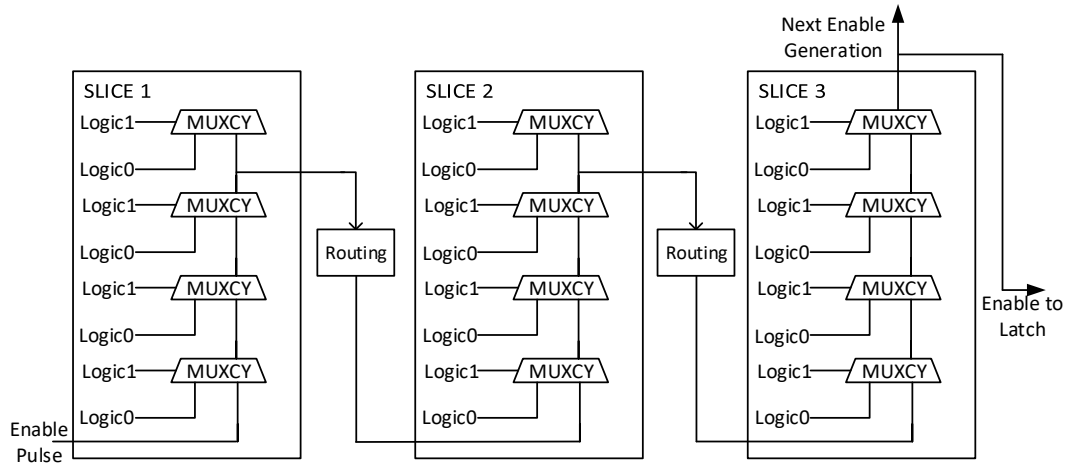 Next Enable
Generation
SLICE 1
Logic1
MUXCY
Logic0
Logic1
MUXCY
Logic0
Logic1
MUXCY
Logic0
Logic1
MUXCY
Logic0
Enable
Pulse
Routing
SLICE 2
Logic1
MUXCY
Logic0
Logic1
MUXCY
Logic0
Logic1
MUXCY
Logic0
Logic1
MUXCY
Logic0
Routing
SLICE 3
Logic1
MUXCY
Logic0
Logic1
MUXCY
Logic0
Logic1
MUXCY
Logic0
Logic1
MUXCY
Logic0
Enable to
Latch